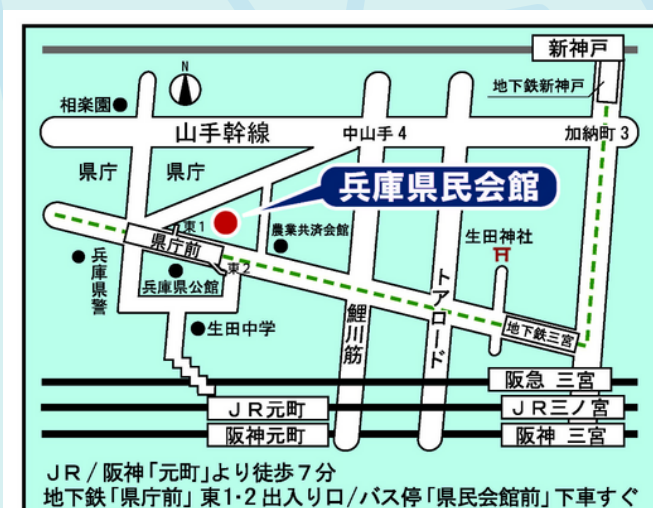 新神戸
N
地下鉄新神戸
相楽園
山手幹線
中山手4
加納町3
県庁
県庁
兵庫県民会館
東1
農業共済会館
生田神社
県庁前
東2
兵庫県警
兵庫県公館
トアロード
生田中学
鯉川筋
地下鉄三宮
阪急 三宮
JR元町
JR三ノ宮
阪神元町
阪神 三宮
JR/阪神「元町」より徒歩7分
地下鉄「県庁前」東1・2出入り口/バス停「県民会館前」下車すぐ